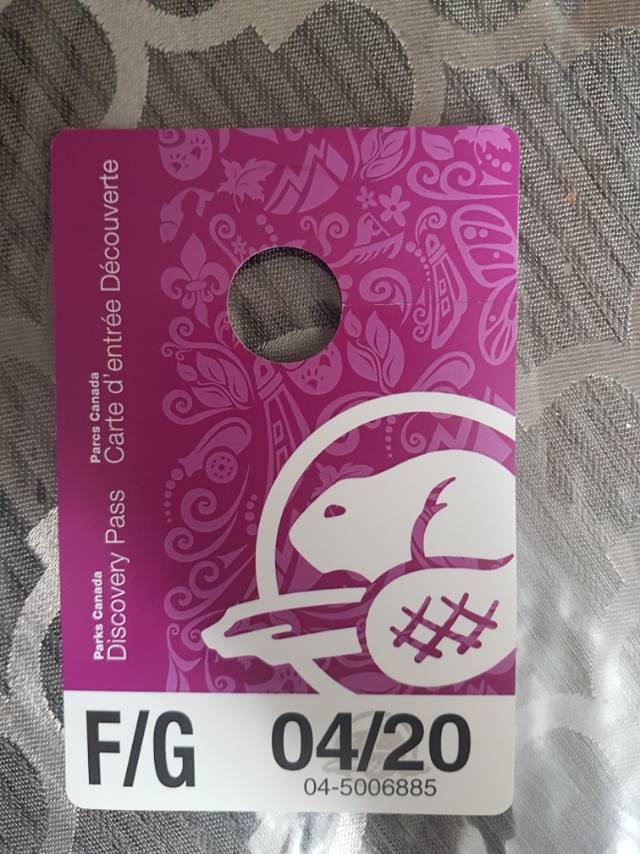 Parks Canada
Discovery Pass
Parcs Canada
Carte d'entrée Découverte
F/G
04/20
04-5006885